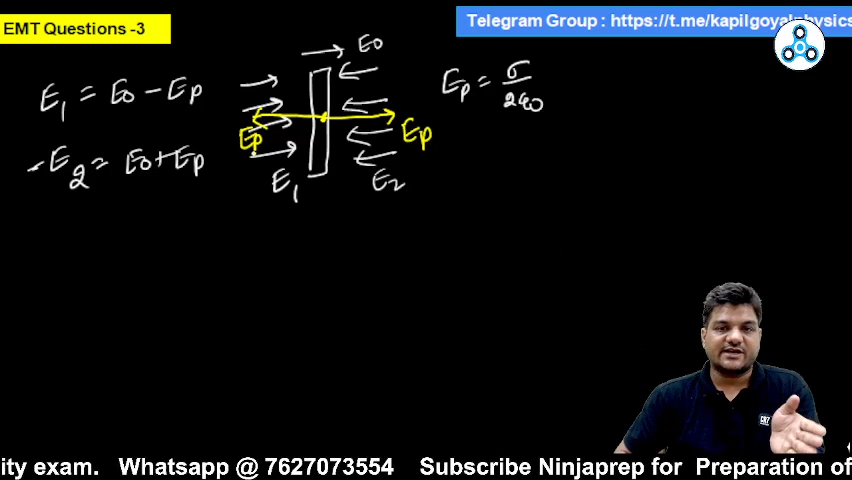 EMT Questions -3
Telegram Group : https://t.me/kapilgoyalphysics
E₁ = E₀ - Ep
-E₂ = E₀ + Ep
E₀
Ep
Ep
E₁
E₂
Ep = σ/2ε₀
ity exam. Whatsapp @ 7627073554 Subscribe Ninjaprep for Preparation of